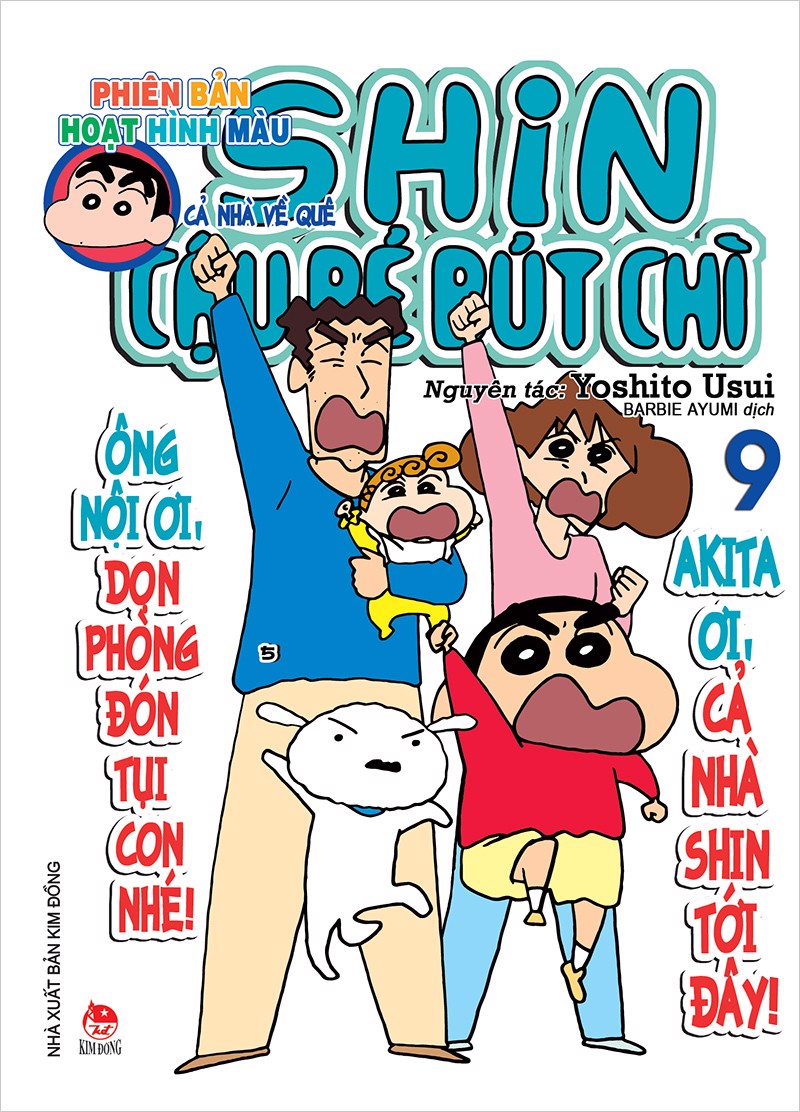 PHIÊN BẢN
HOẠT HÌNH MÀU
SHIN
CẬU BÉ BÚT CHÌ
CẢ NHÀ VỀ QUÊ
Nguyên tác: Yoshito Usui
BARBIE AYUMI dịch
9
ÔNG
NỘI ƠI,
DỌN
PHÒNG
ĐÓN
TỤI
CON
NHÉ!
AKITA
ƠI,
CẢ
NHÀ
SHIN
TỚI
ĐÂY!
ち
NHÀ XUẤT BẢN KIM ĐỒNG
KIM ĐỒNG